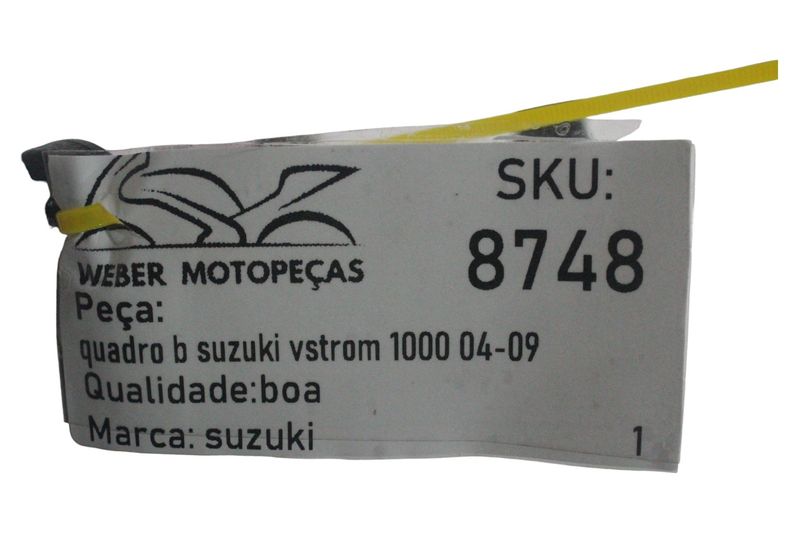 SKU:
8748
WEBER MOTOPEÇAS
Peça:
quadro b suzuki vstrom 1000 04-09
Qualidade:boa
Marca: suzuki
1